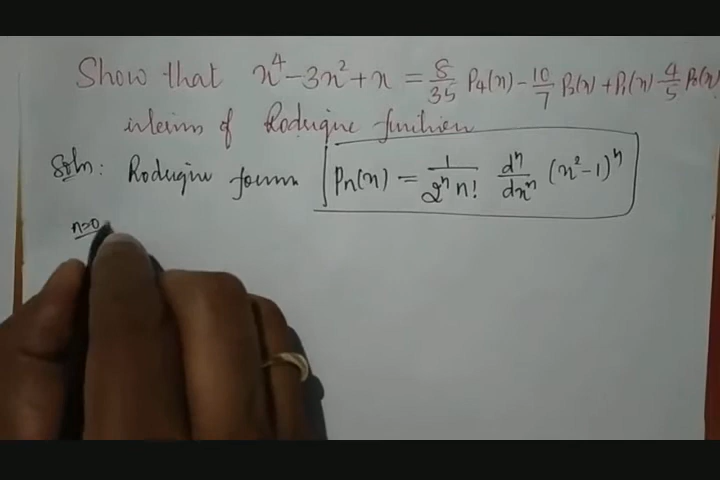 Show that x⁴ - 3x² + x = 8/35 P₄(x) - 10/7 P₂(x) + P₁(x) - 4/5 P₀(x)
interms of Rodrigue function
Soln: Rodrigue form Pn(x) = 1/(2ⁿ n!) dⁿ/dxⁿ (x² - 1)ⁿ
n=0